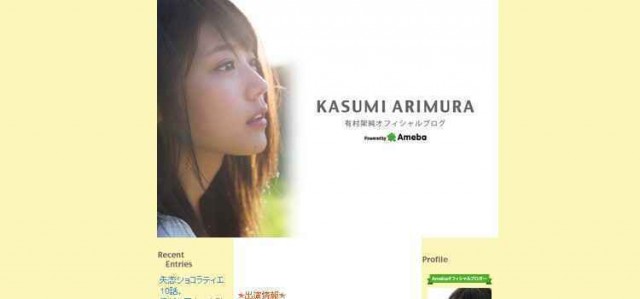 KASUMI ARIMURA
有村架純オフィシャルブログ
Powered by Ameba
Recent
Entries
失恋ショコラティエ
10話。
★出演情報★
Profile
Amebaオフィシャルブロガー